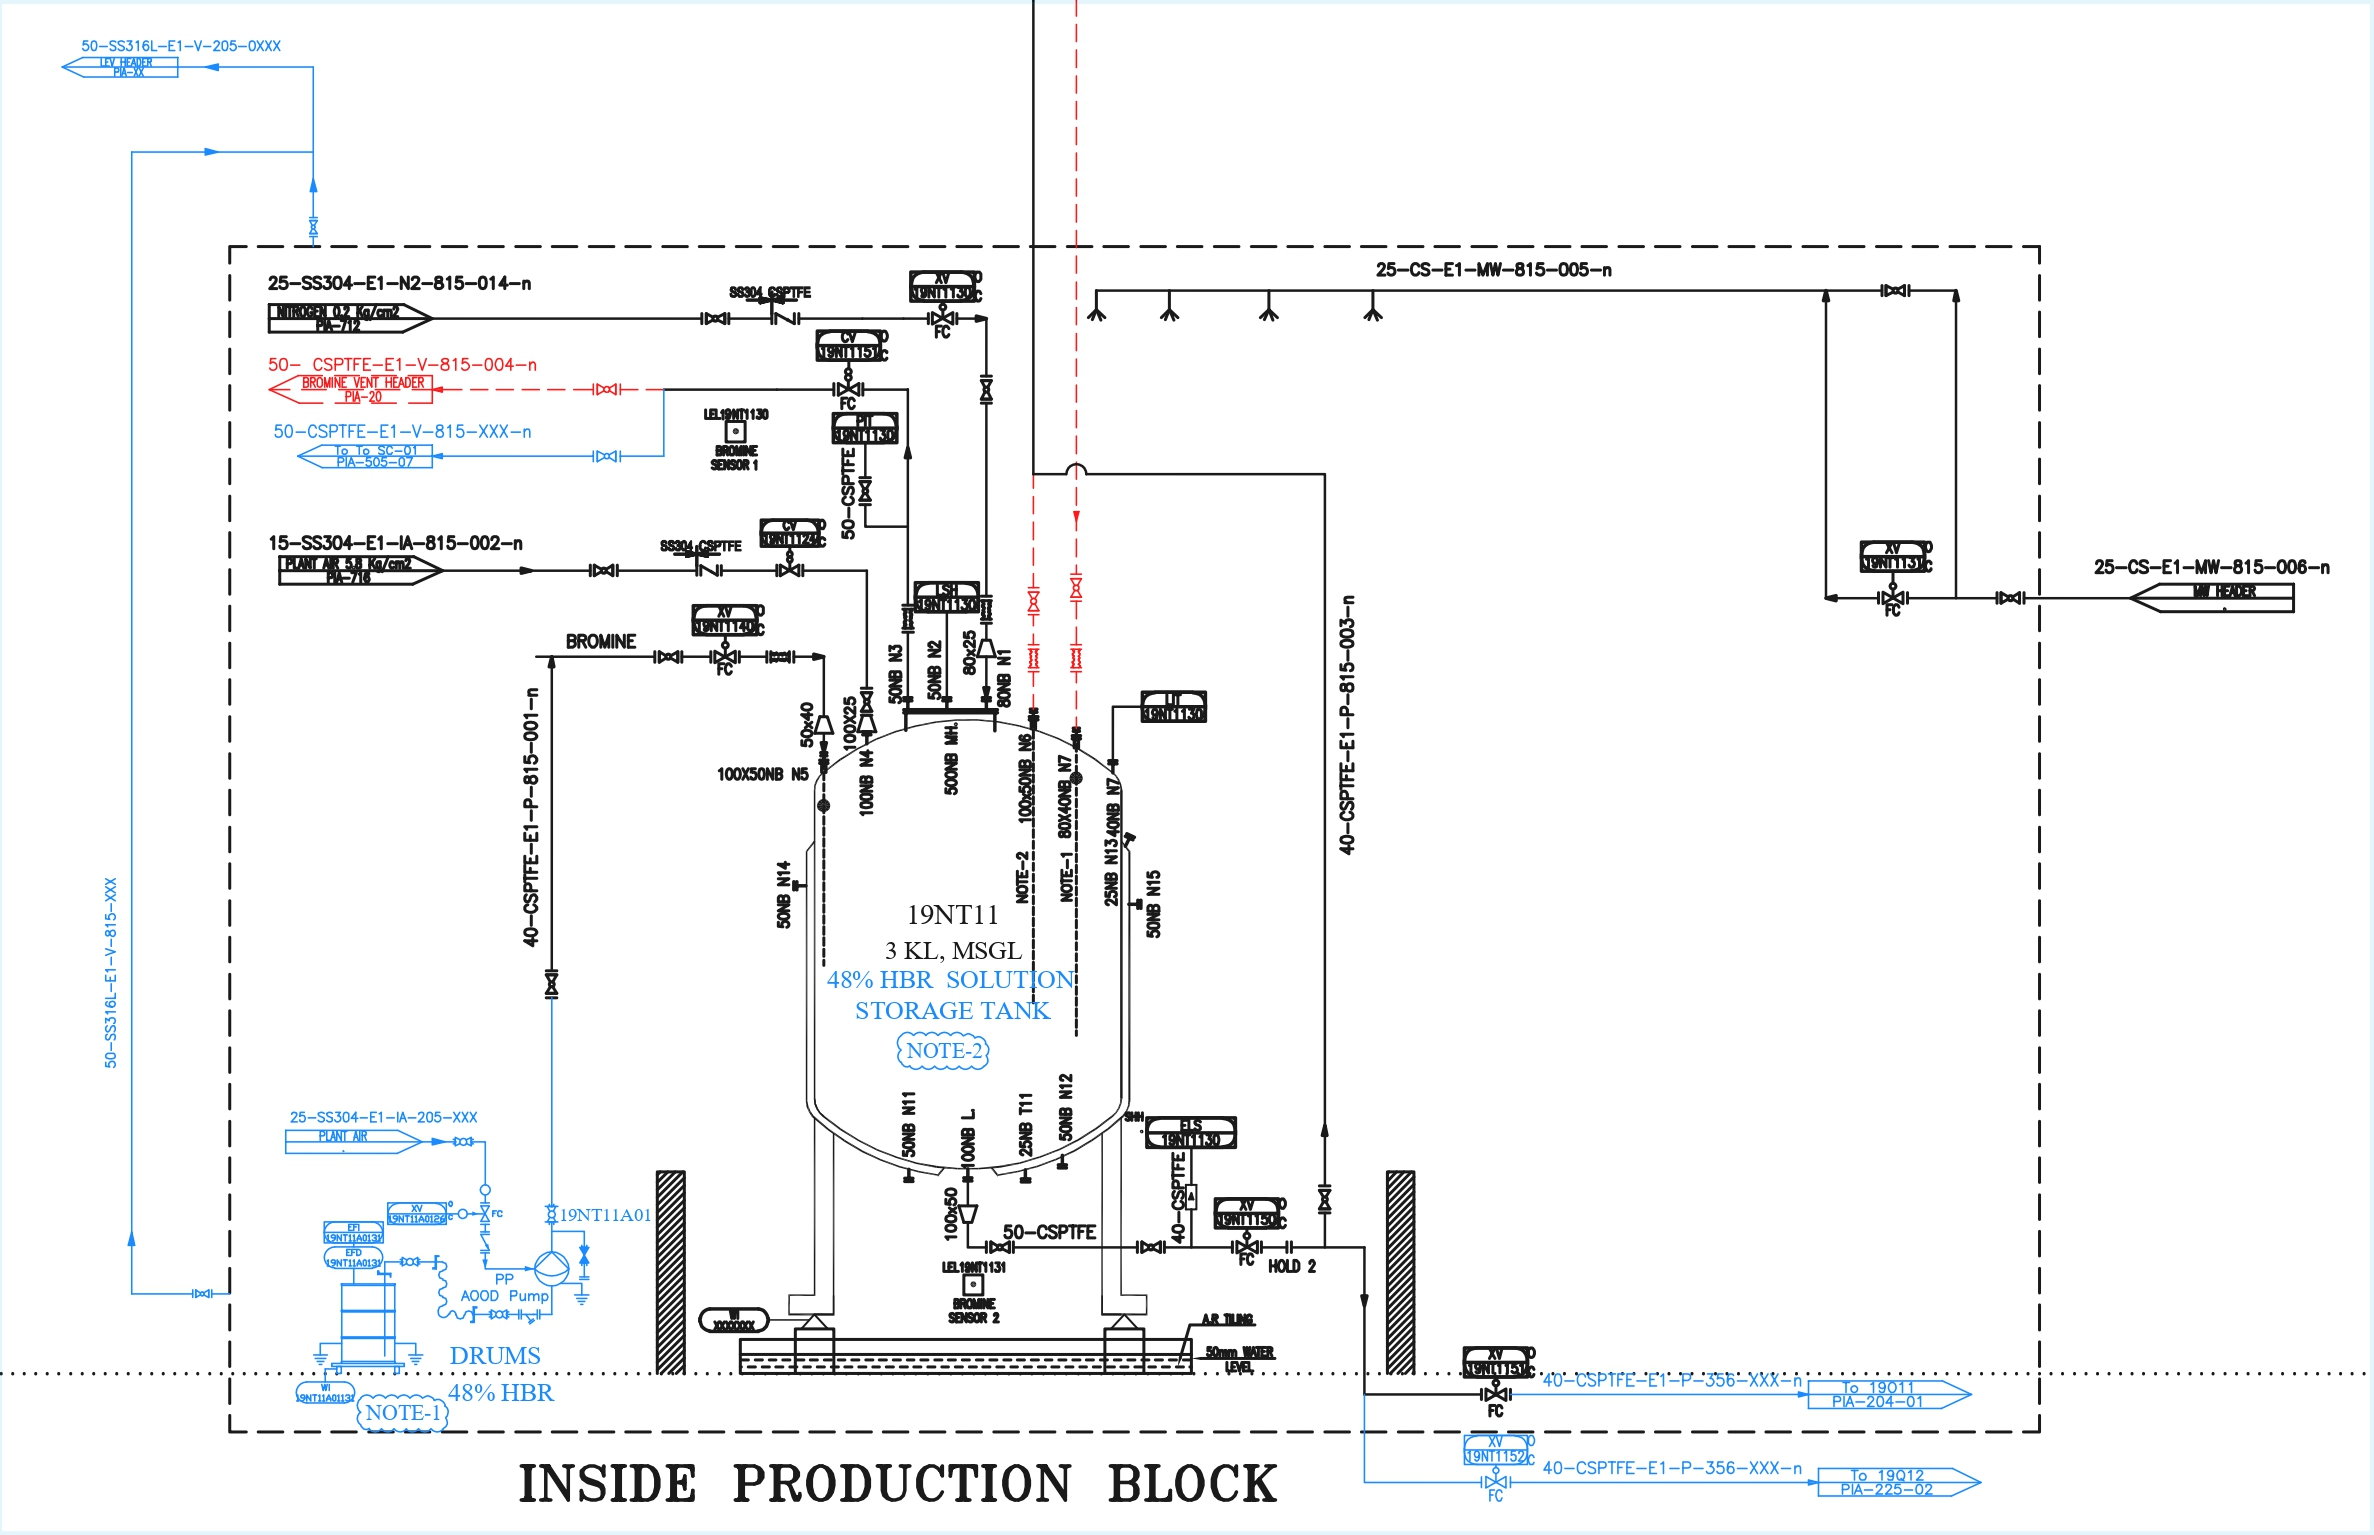 50-SS316L-E1-V-205-0XXX
LEV HEADER
PIA-XX
25-SS304-E1-N2-815-014-n
NITROGEN 0.2 Kg/cm2
PIA-712
SS304 CSPTFE
XV
19NT1130
O
C
FC
25-CS-E1-MW-815-005-n
CV
19NT1151
O
C
FC
50- CSPTFE-E1-V-815-004-n
BROMINE VENT HEADER
PIA-20
50-CSPTFE-E1-V-815-XXX-n
To To SC-01
PIA-505-07
LEL19NT1130
BROMINE
SENSOR 1
PIT
19NT1130
50-CSPTFE
15-SS304-E1-IA-815-002-n
PLANT AIR 5.8 Kg/cm2
PIA-716
SS304 CSPTFE
CV
19NT1124
O
C
LSH
19NT1130
XV
19NT1131
O
C
FC
25-CS-E1-MW-815-006-n
MW HEADER
XV
19NT1140
O
C
FC
BROMINE
50NB N3
50NB N2
80x25
80NB N1
40-CSPTFE-E1-P-815-001-n
50x40
100X25
LIT
19NT1130
40-CSPTFE-E1-P-815-003-n
100X50NB N5
100NB N4
500NB MH.
100x50NB N6
80X40NB N7
40NB N7
25NB N13
NOTE-2
NOTE-1
50NB N14
50NB N15
19NT11
3 KL, MSGL
48% HBR SOLUTION
STORAGE TANK
NOTE-2
50-SS316L-E1-V-815-XXX
50NB N11
100NB L.
25NB T11
50NB N12
SHH
ELS
19NT1130
40-CSPTFE
25-SS304-E1-IA-205-XXX
PLANT AIR
XV
19NT11A0126
O
C
FC
19NT11A01
EFI
19NT11A0131
EFD
19NT11A0131
PP
AOOD Pump
DRUMS
48% HBR
WI
19NT11A01131
NOTE-1
100x50
50-CSPTFE
XV
19NT1150
O
C
FC
HOLD 2
LEL19NT1131
BROMINE
SENSOR 2
WI
XXXXXXX
A.R TILING
50mm WATER
LEVEL
XV
19NT1151
O
C
FC
40-CSPTFE-E1-P-356-XXX-n
To 19O11
PIA-204-01
XV
19NT1152
O
C
FC
40-CSPTFE-E1-P-356-XXX-n
To 19Q12
PIA-225-02
INSIDE PRODUCTION BLOCK